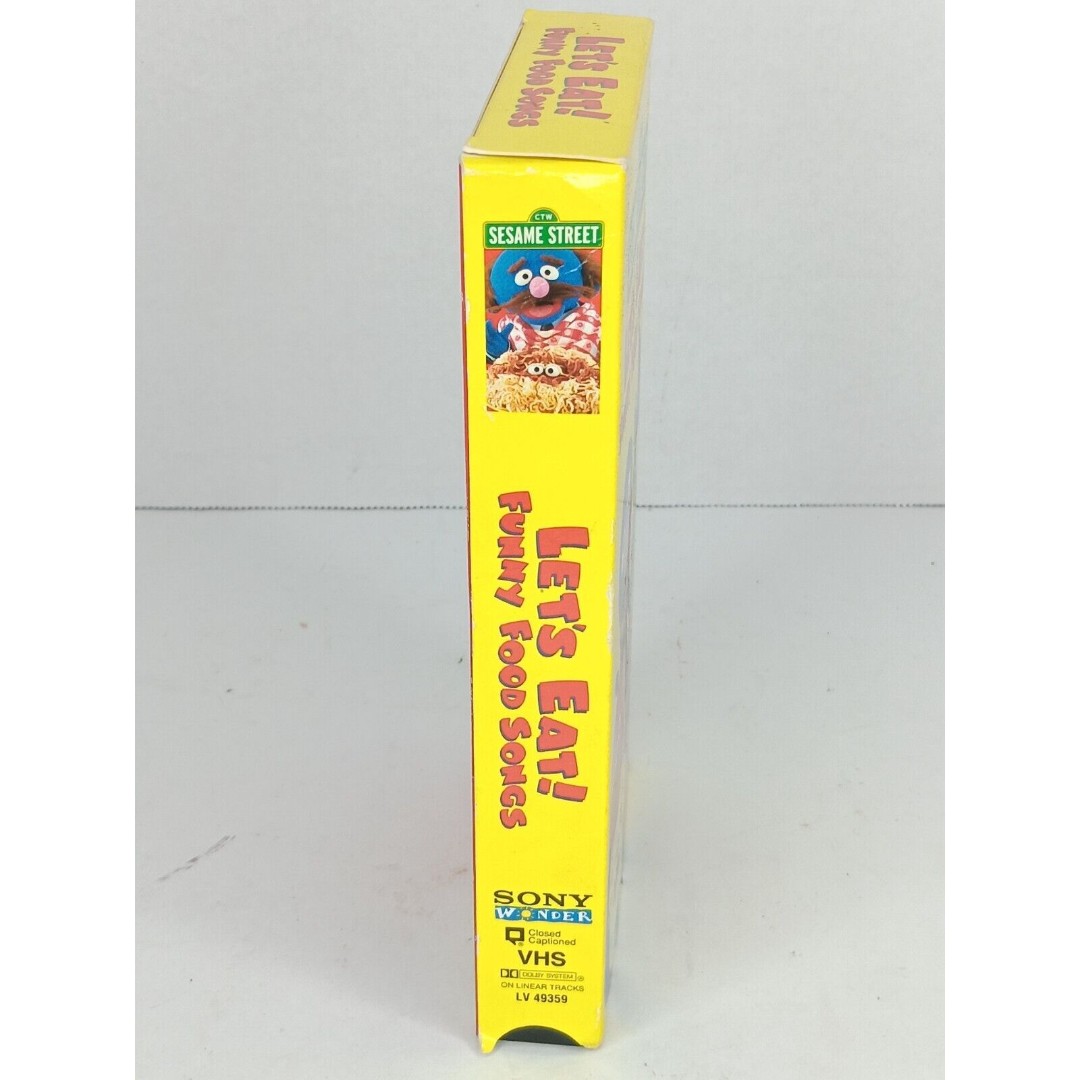 LET'S EAT!
FUNNY FOOD SONGS
CTW
SESAME STREET
LET'S EAT!
FUNNY FOOD SONGS
SONY
WONDER
Closed
Captioned
®
VHS
DOLBY SYSTEM ®
ON LINEAR TRACKS
LV 49359